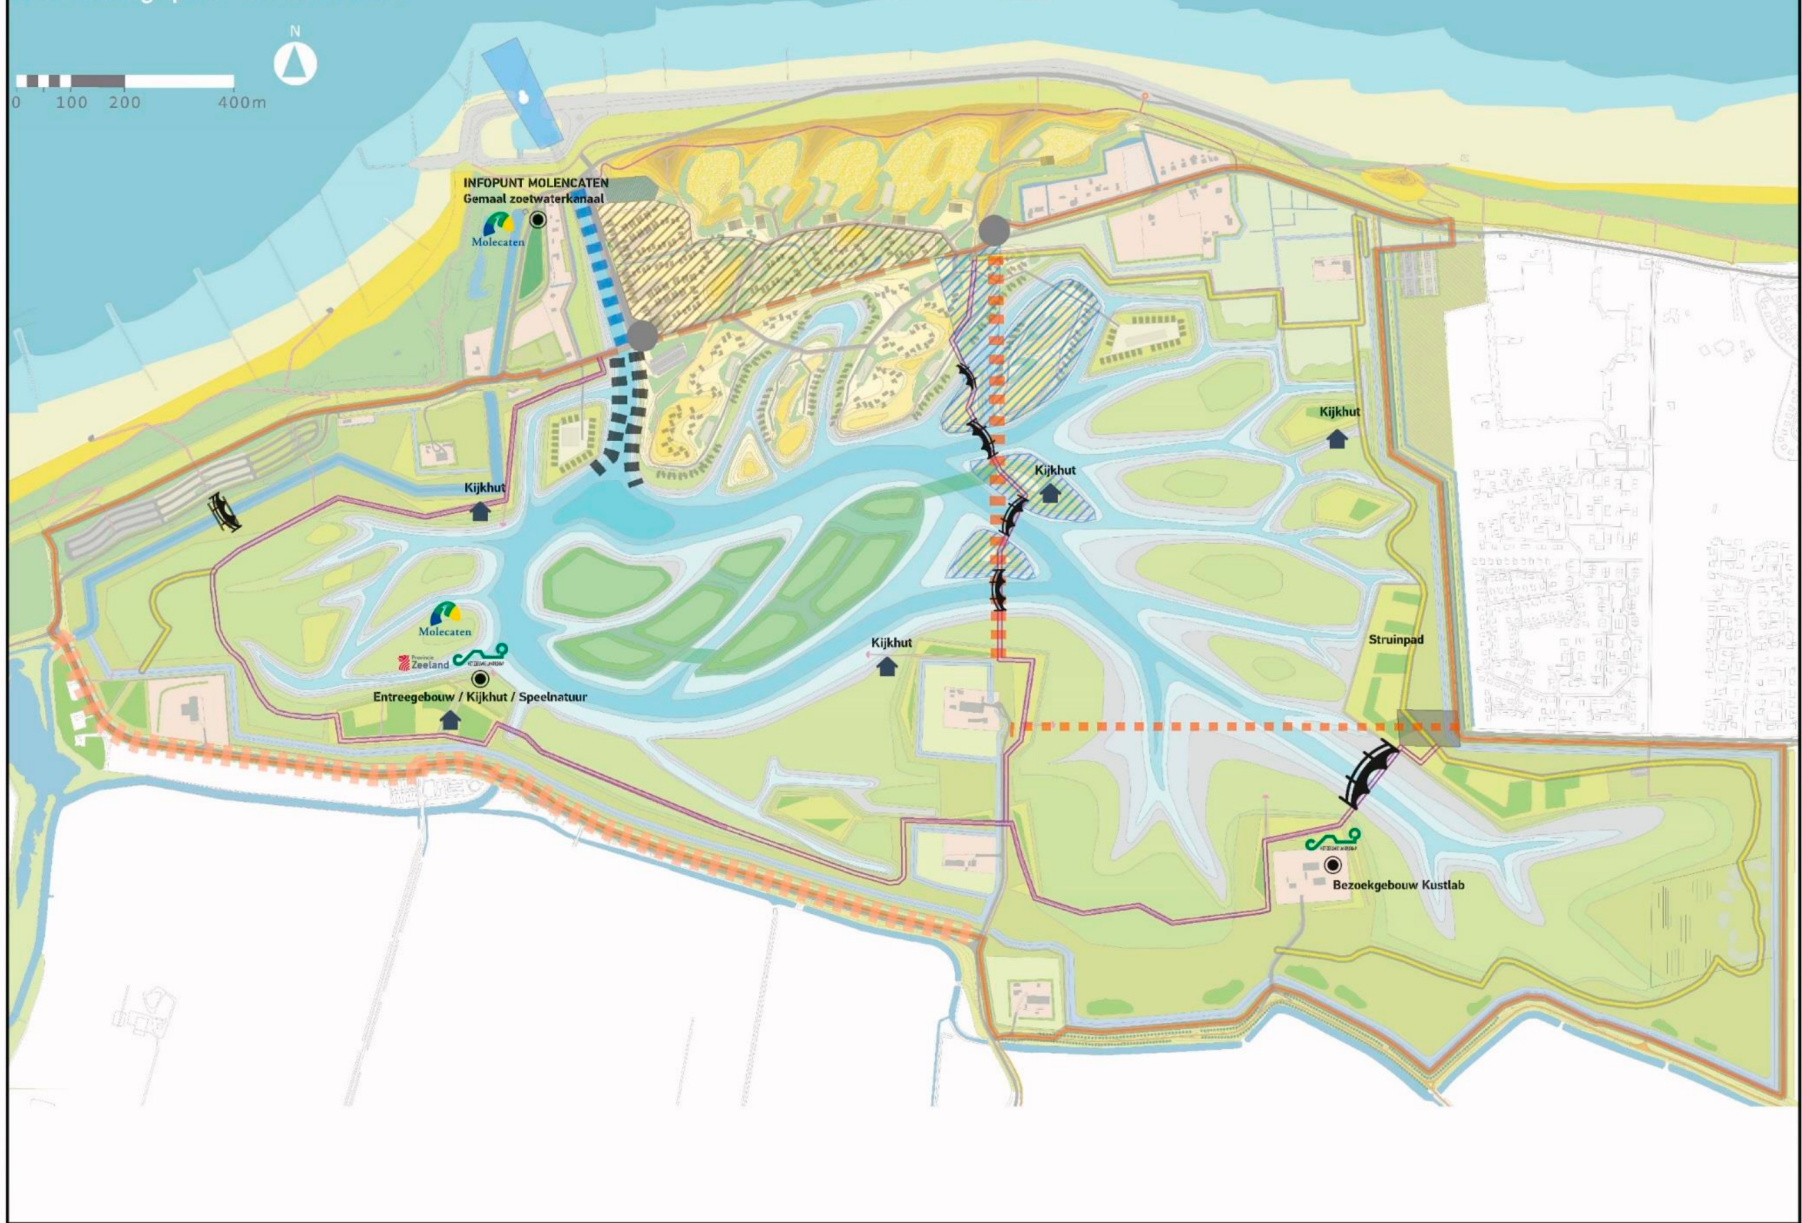 N
0 100 200 400m
INFOPUNT MOLENCATEN
Gemaal zoetwaterkanaal
Molecaten
Kijkhut
Kijkhut
Kijkhut
Molecaten
Provincie
Zeeland
Entreegebouw / Kijkhut / Speelnatuur
Kijkhut
Struinpad
Bezoekgebouw Kustlab